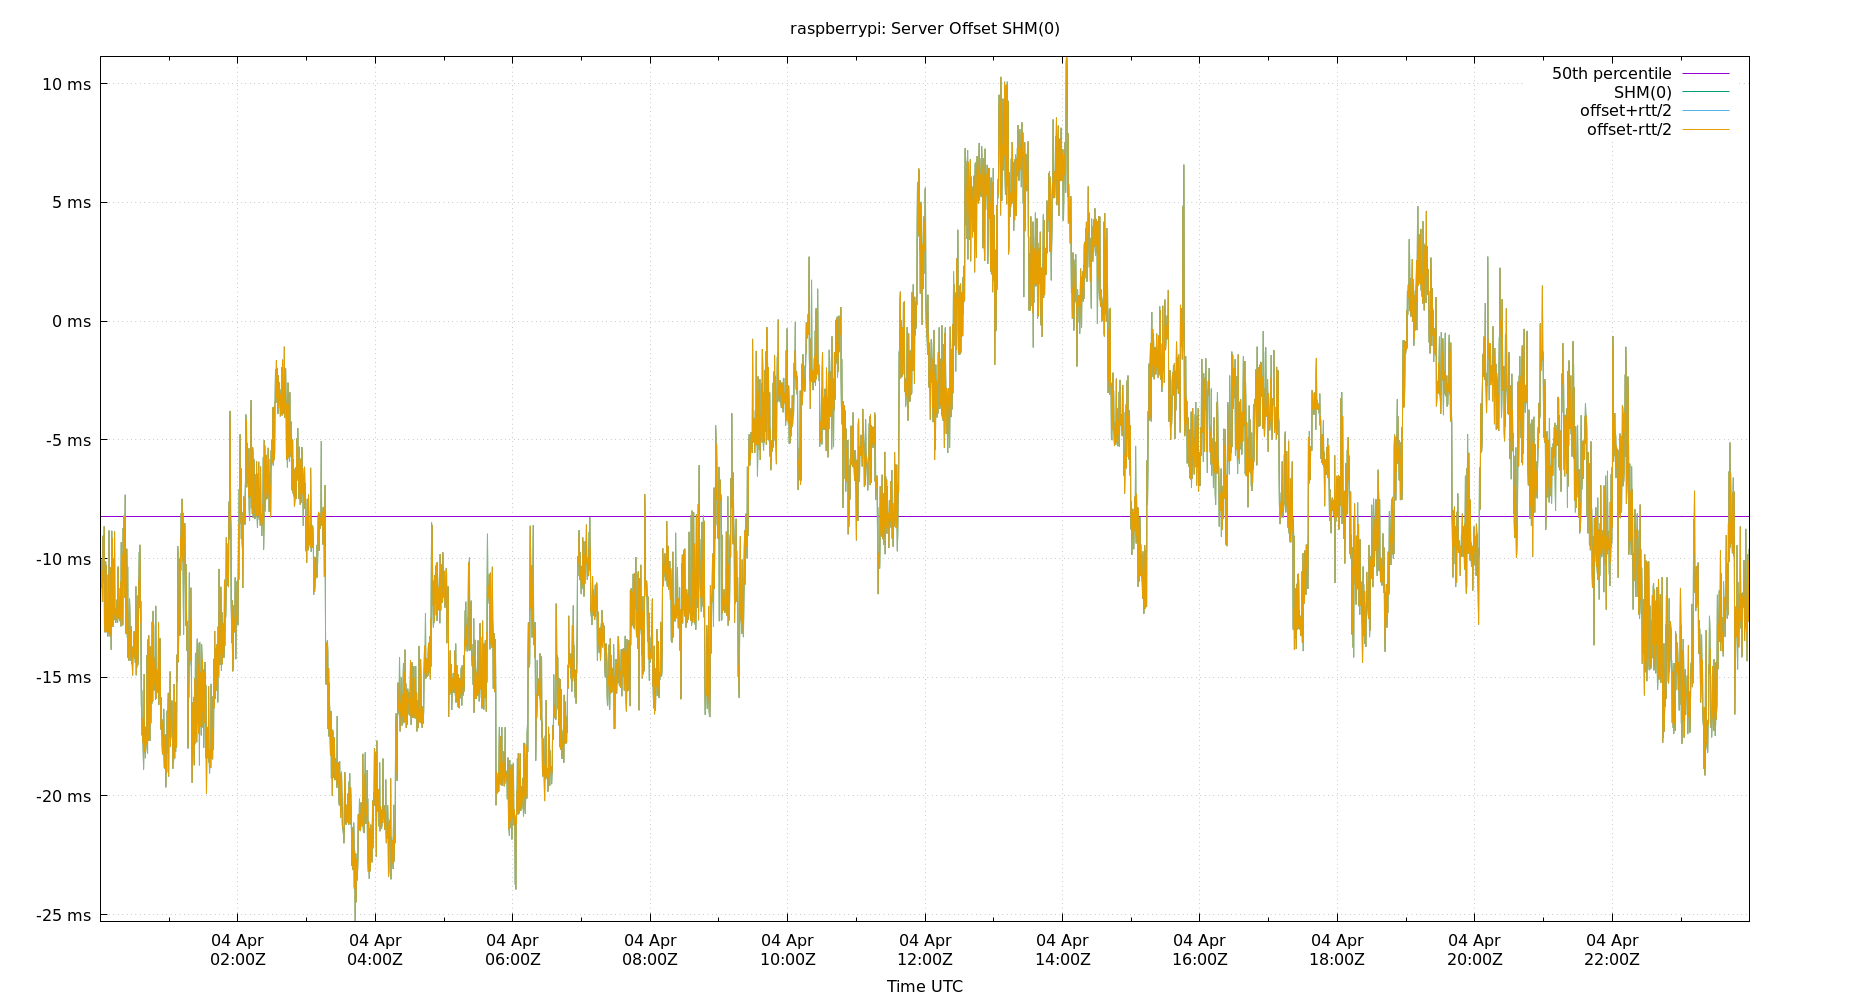 raspberrypi: Server Offset SHM(0)
50th percentile
SHM(0)
offset+rtt/2
offset-rtt/2
10 ms
5 ms
0 ms
-5 ms
-10 ms
-15 ms
-20 ms
-25 ms
04 Apr 04 Apr 04 Apr 04 Apr 04 Apr 04 Apr 04 Apr 04 Apr 04 Apr 04 Apr 04 Apr
02:00Z 04:00Z 06:00Z 08:00Z 10:00Z 12:00Z 14:00Z 16:00Z 18:00Z 20:00Z 22:00Z
Time UTC